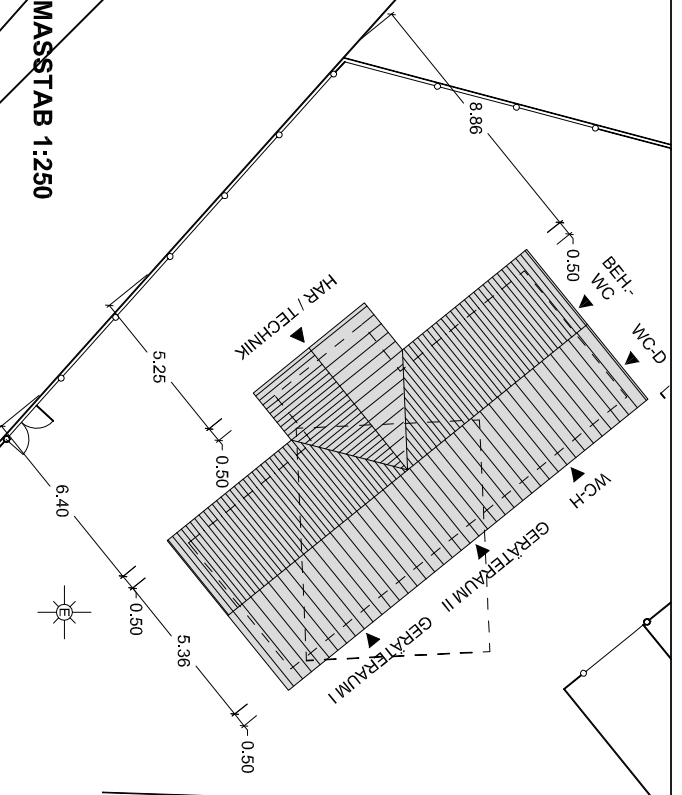 MASSTAB 1:250
8.86
0.50
BEH.-
WC
WC-D
HAR / TECHNIK
5.25
0.50
WC-H
GERÄTERAUM II
GERÄTERAUM I
6.40
0.50
5.36
0.50
E